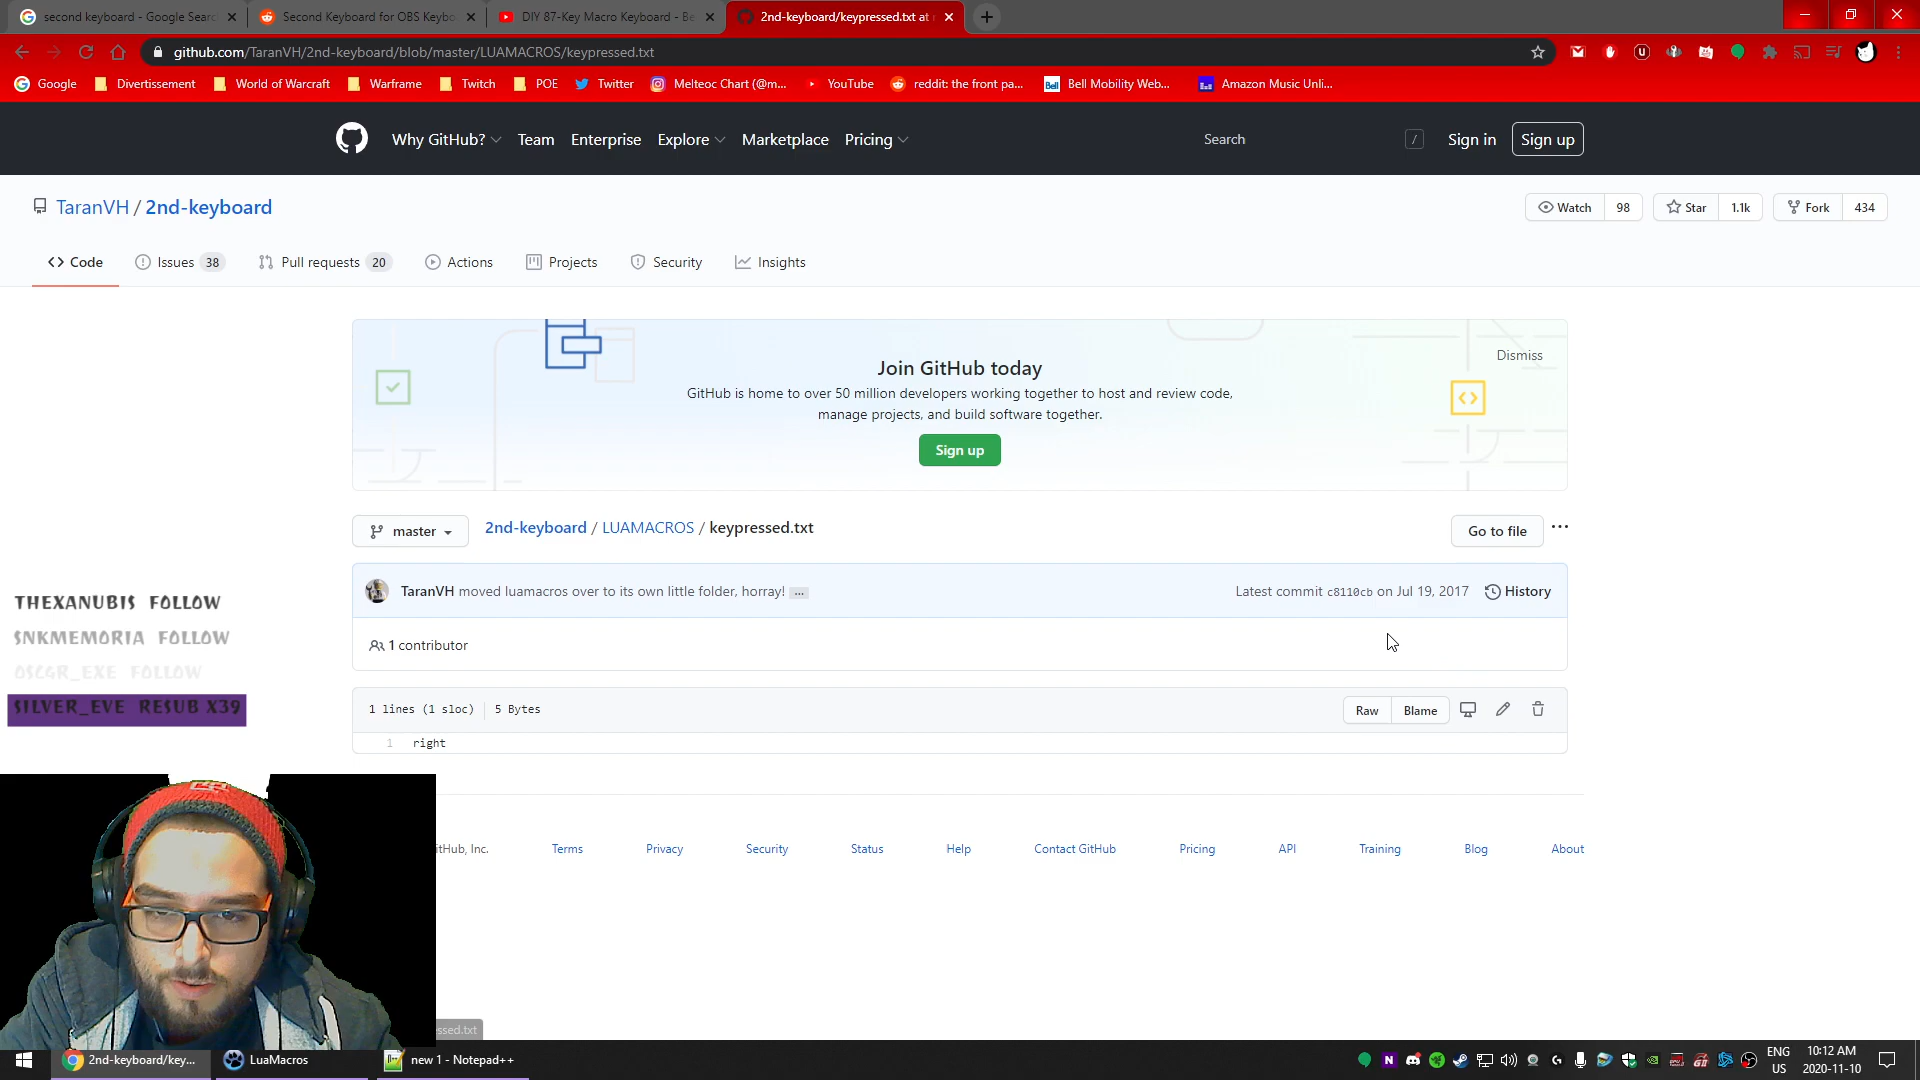 second keyboard - Google Searc
Second Keyboard for OBS Keybo
DIY 87-Key Macro Keyboard - Be
2nd-keyboard/keypressed.txt at
github.com/TaranVH/2nd-keyboard/blob/master/LUAMACROS/keypressed.txt
Google Divertissement World of Warcraft Warframe Twitch POE Twitter Melteoc Chart (@m... YouTube reddit: the front pa... Bell Mobility Web... Amazon Music Unli...
Why GitHub? Team Enterprise Explore Marketplace Pricing Search / Sign in Sign up
TaranVH / 2nd-keyboard
Watch 98 Star 1.1k Fork 434
Code Issues 38 Pull requests 20 Actions Projects Security Insights
Join GitHub today
Dismiss
GitHub is home to over 50 million developers working together to host and review code,
manage projects, and build software together.
Sign up
master 2nd-keyboard / LUAMACROS / keypressed.txt Go to file ...
TaranVH moved luamacros over to its own little folder, horray! ... Latest commit c8110cb on Jul 19, 2017 History
1 contributor
1 lines (1 sloc) 5 Bytes Raw Blame
1 right
THEXANUBIS FOLLOW
SNKMEMORIA FOLLOW
OSCGR_EXE FOLLOW
SILVER_EVE RESUB X39
itHub, Inc. Terms Privacy Security Status Help Contact GitHub Pricing API Training Blog About
essed.txt
2nd-keyboard/key... LuaMacros new 1 - Notepad++
ENG
US
10:12 AM
2020-11-10